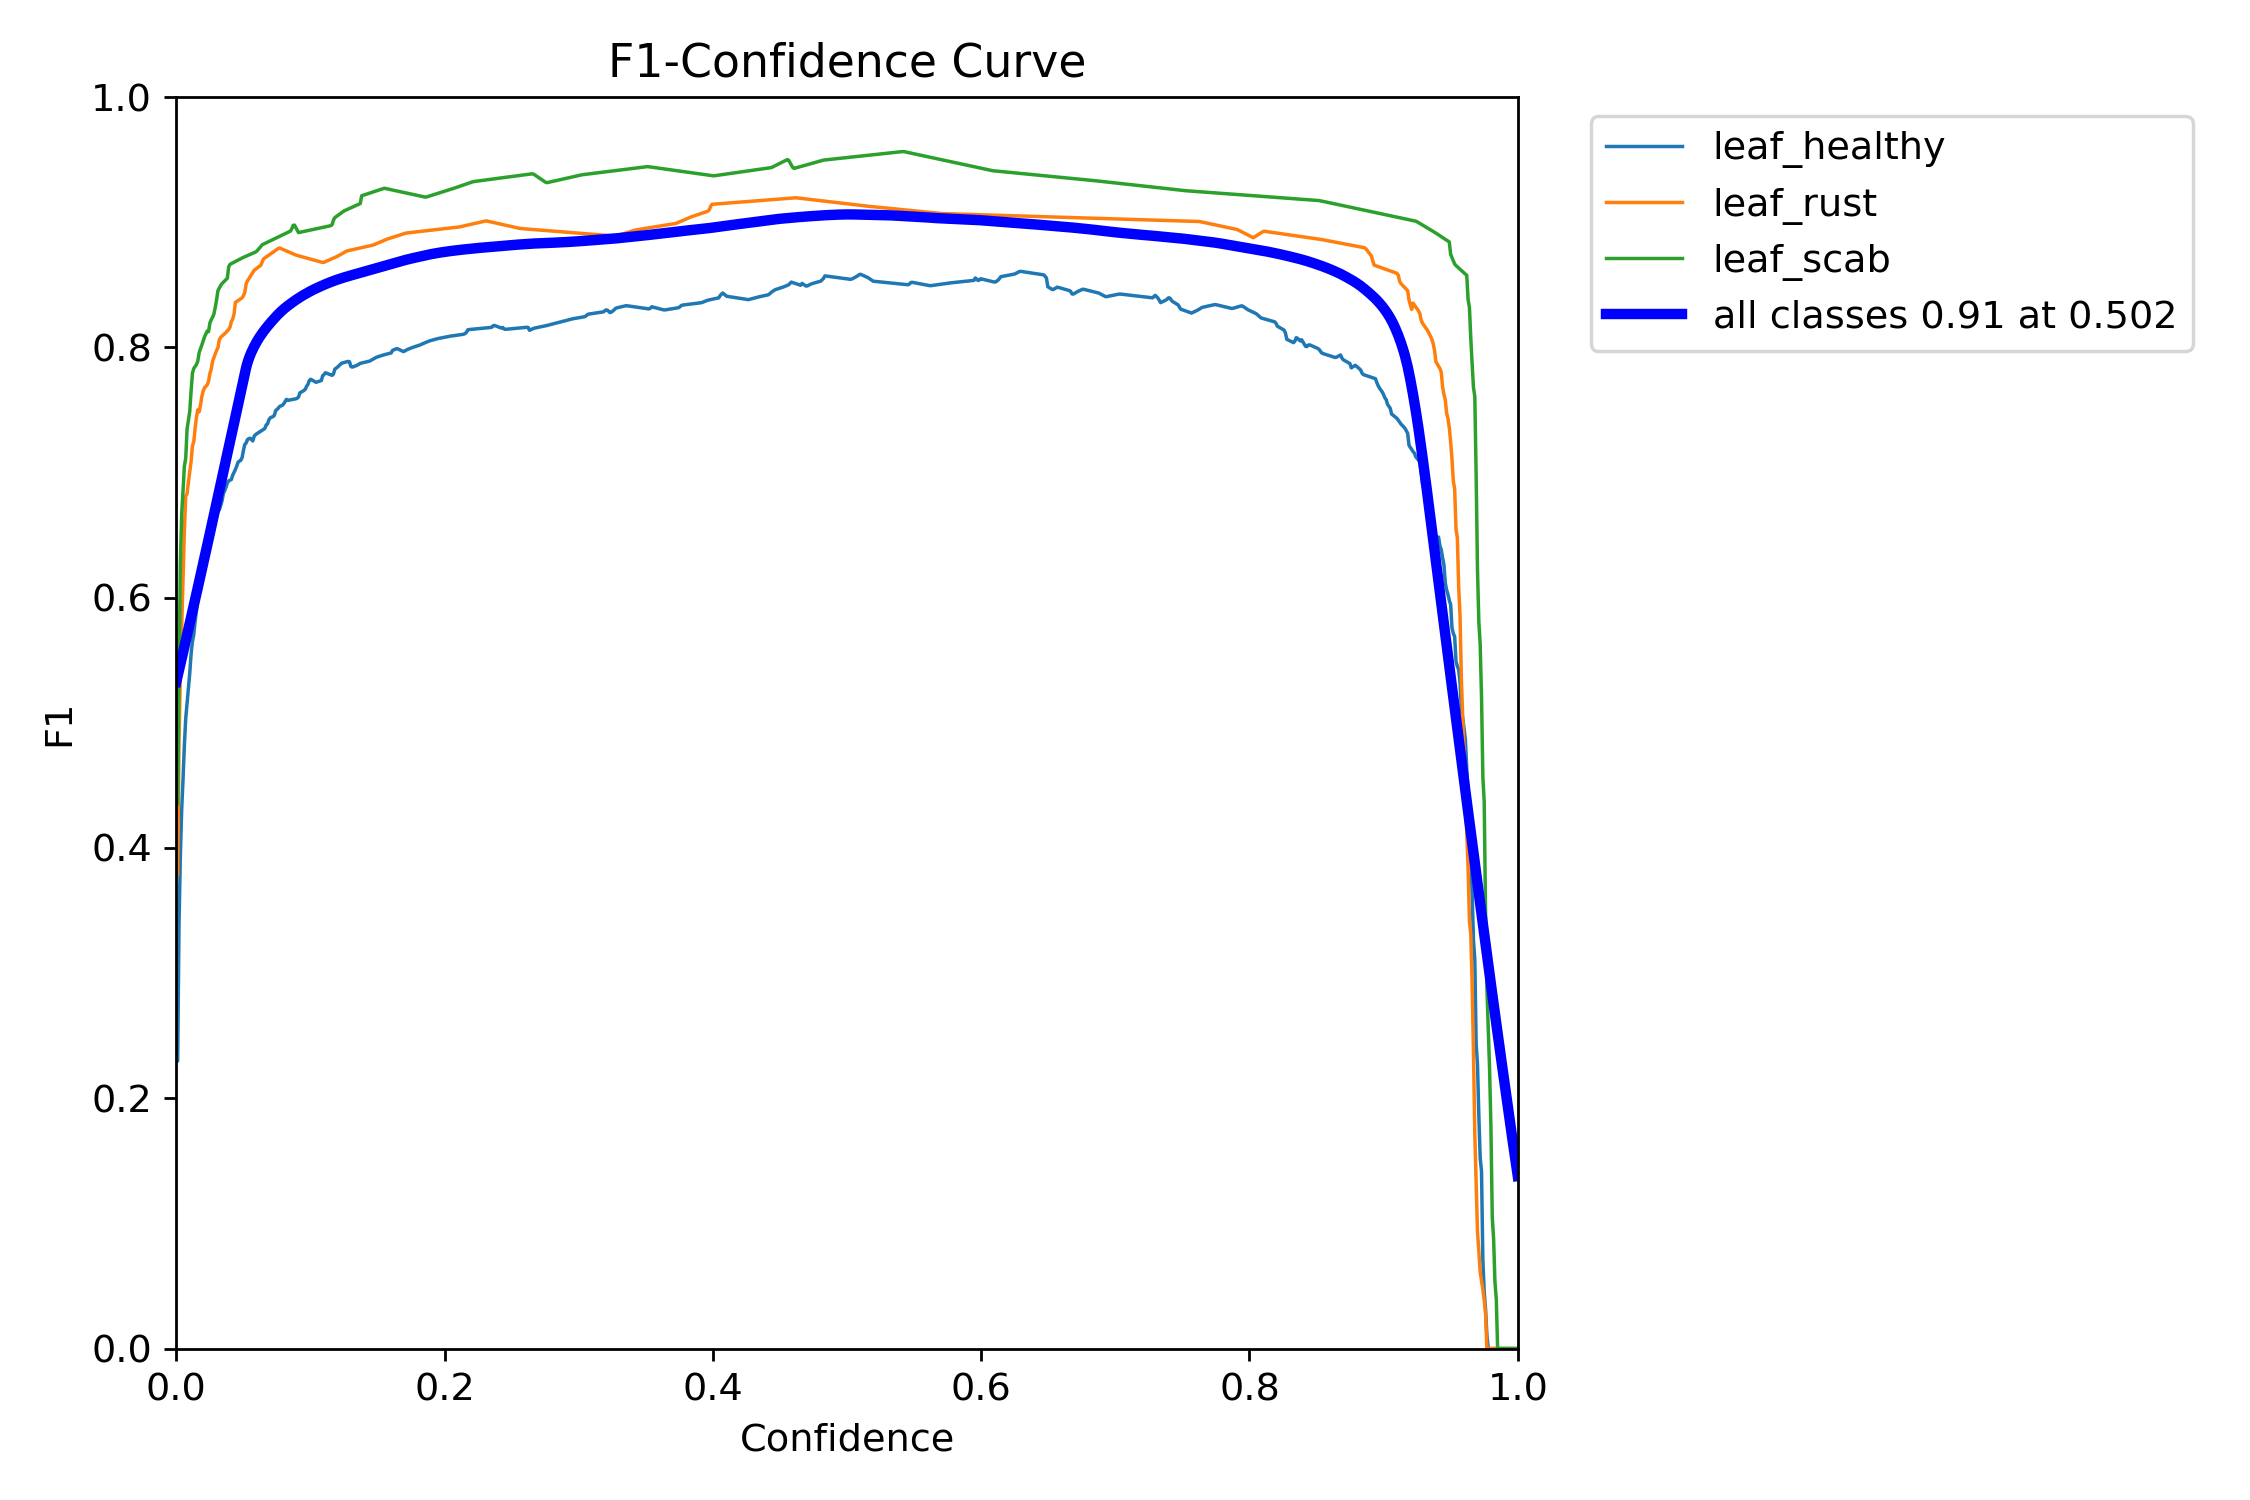 F1-Confidence Curve
1.0
0.8
0.6
0.4
0.2
0.0
F1
0.0 0.2 0.4 0.6 0.8 1.0
Confidence
leaf_healthy
leaf_rust
leaf_scab
all classes 0.91 at 0.502